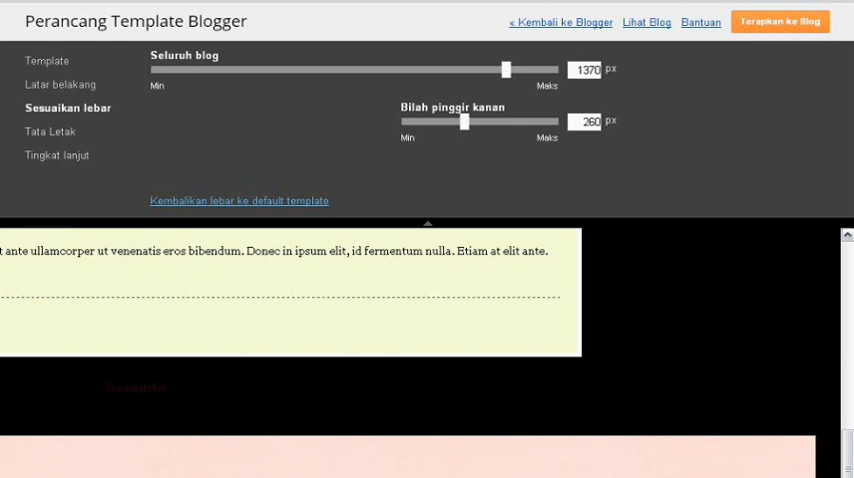 Perancang Template Blogger
« Kembali ke Blogger Lihat Blog Bantuan Terapkan ke Blog
Template
Latar belakang
Sesuaikan lebar
Tata Letak
Tingkat lanjut
Seluruh blog
1370 px
Min Maks
Bilah pinggir kanan
260 px
Min Maks
Kembalikan lebar ke default template
t ante ullamcorper ut venenatis eros bibendum. Donec in ipsum elit, id fermentum nulla. Etiam at elit ante.